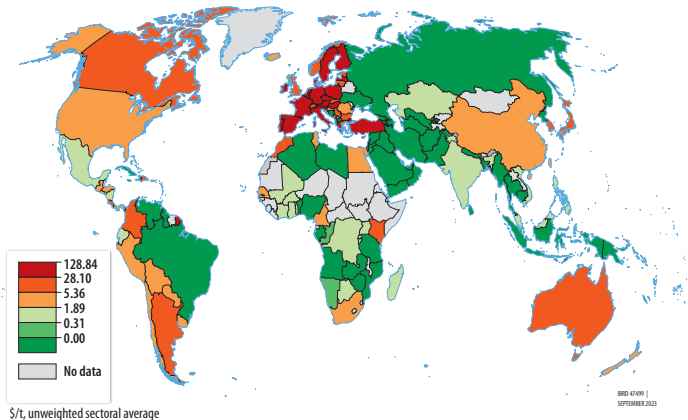 128.84
28.10
5.36
1.89
0.31
0.00
No data
IBRD 47499 |
SEPTEMBER 2023
$/t, unweighted sectoral average